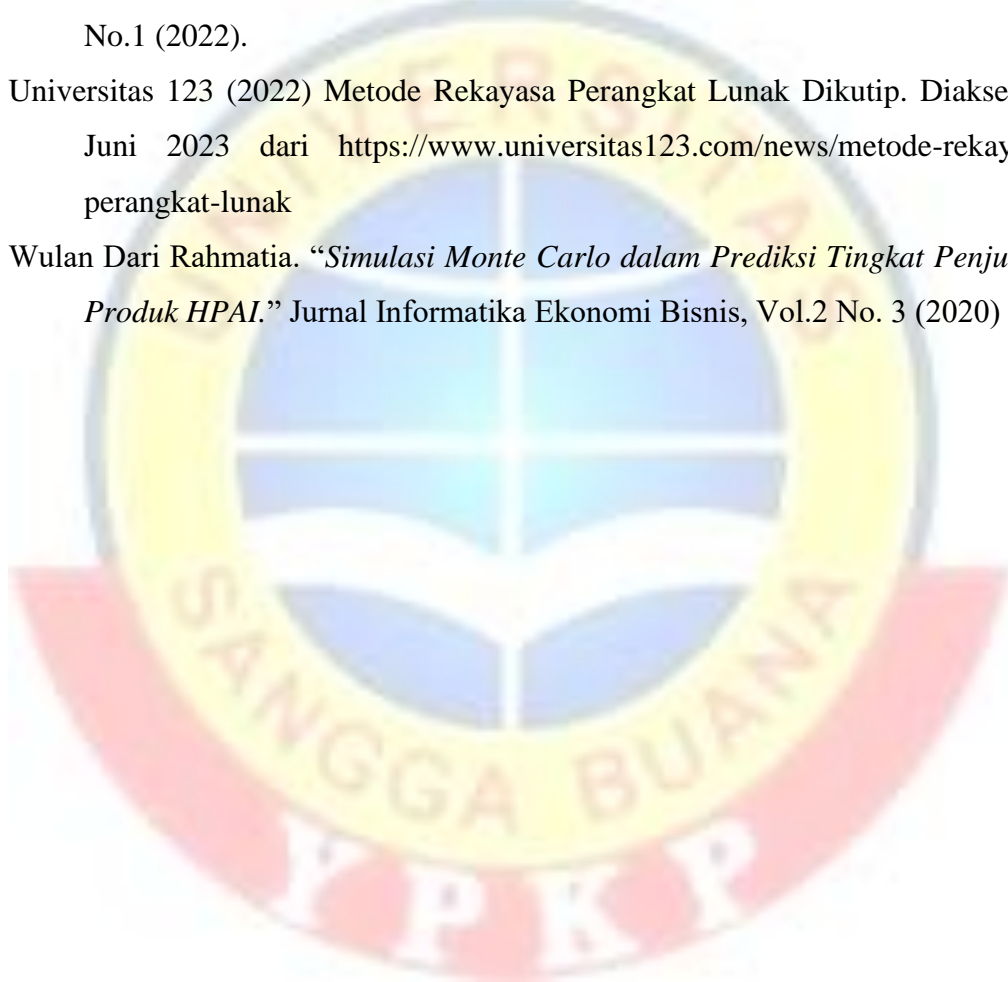 No.1 (2022).
Universitas 123 (2022) Metode Rekayasa Perangkat Lunak Dikutip. Diakse
Juni 2023 dari https://www.universitas123.com/news/metode-rekay
perangkat-lunak
Wulan Dari Rahmatia. “Simulasi Monte Carlo dalam Prediksi Tingkat Penju
Produk HPAI.” Jurnal Informatika Ekonomi Bisnis, Vol.2 No. 3 (2020)
UNIVERSITAS
SANGGA BUANA
YPKP